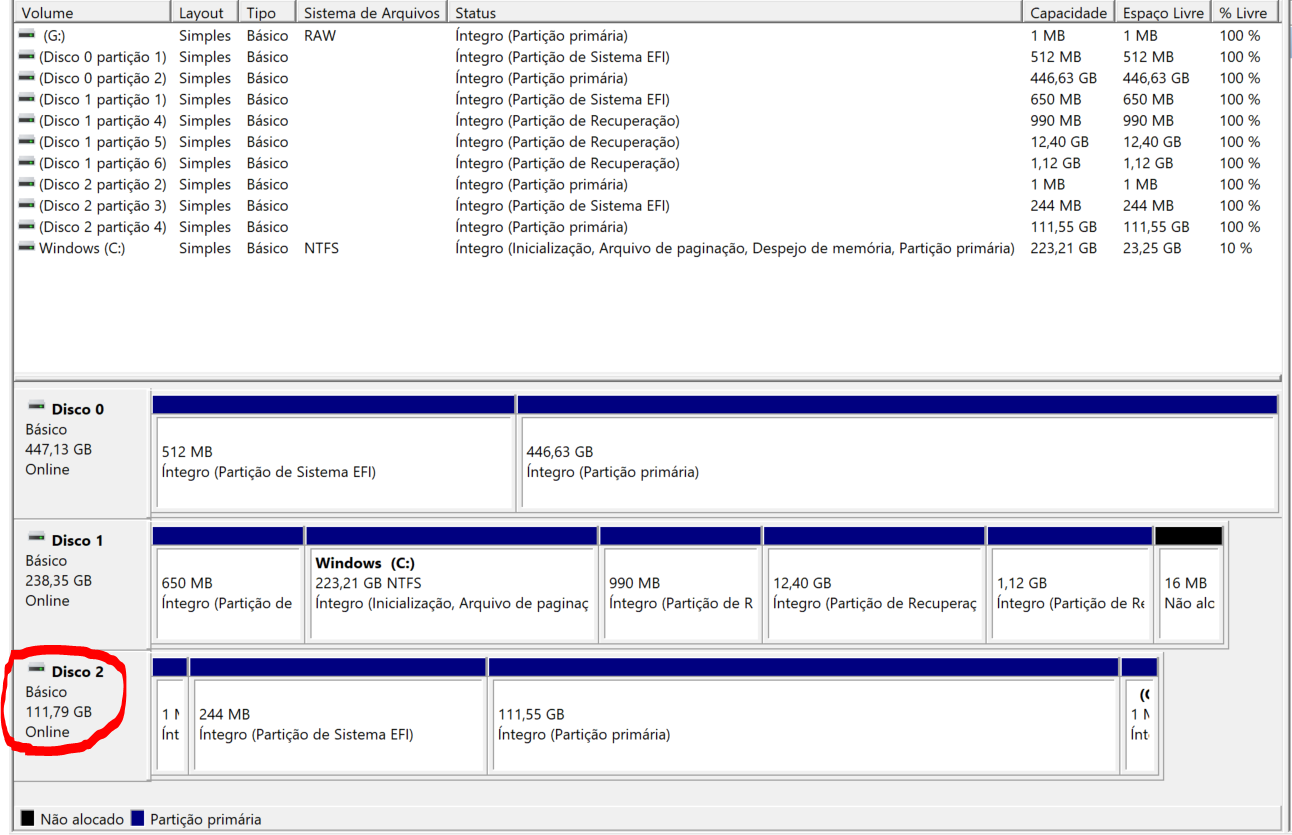 Volume Layout Tipo Sistema de Arquivos Status Capacidade Espaço Livre % Livre
(G:) Simples Básico RAW Íntegro (Partição primária) 1 MB 1 MB 100 %
(Disco 0 partição 1) Simples Básico Íntegro (Partição de Sistema EFI) 512 MB 512 MB 100 %
(Disco 0 partição 2) Simples Básico Íntegro (Partição primária) 446,63 GB 446,63 GB 100 %
(Disco 1 partição 1) Simples Básico Íntegro (Partição de Sistema EFI) 650 MB 650 MB 100 %
(Disco 1 partição 4) Simples Básico Íntegro (Partição de Recuperação) 990 MB 990 MB 100 %
(Disco 1 partição 5) Simples Básico Íntegro (Partição de Recuperação) 12,40 GB 12,40 GB 100 %
(Disco 1 partição 6) Simples Básico Íntegro (Partição de Recuperação) 1,12 GB 1,12 GB 100 %
(Disco 2 partição 2) Simples Básico Íntegro (Partição primária) 1 MB 1 MB 100 %
(Disco 2 partição 3) Simples Básico Íntegro (Partição de Sistema EFI) 244 MB 244 MB 100 %
(Disco 2 partição 4) Simples Básico Íntegro (Partição primária) 111,55 GB 111,55 GB 100 %
Windows (C:) Simples Básico NTFS Íntegro (Inicialização, Arquivo de paginação, Despejo de memória, Partição primária) 223,21 GB 23,25 GB 10 %
Disco 0
Básico
447,13 GB
Online
512 MB
Íntegro (Partição de Sistema EFI)
446,63 GB
Íntegro (Partição primária)
Disco 1
Básico
238,35 GB
Online
650 MB
Íntegro (Partição de
Windows (C:)
223,21 GB NTFS
Íntegro (Inicialização, Arquivo de paginaç
990 MB
Íntegro (Partição de R
12,40 GB
Íntegro (Partição de Recuperaç
1,12 GB
Íntegro (Partição de Re
16 MB
Não alc
Disco 2
Básico
111,79 GB
Online
1
Ínt
244 MB
Íntegro (Partição de Sistema EFI)
111,55 GB
Íntegro (Partição primária)
1
Ínt
Não alocado Partição primária